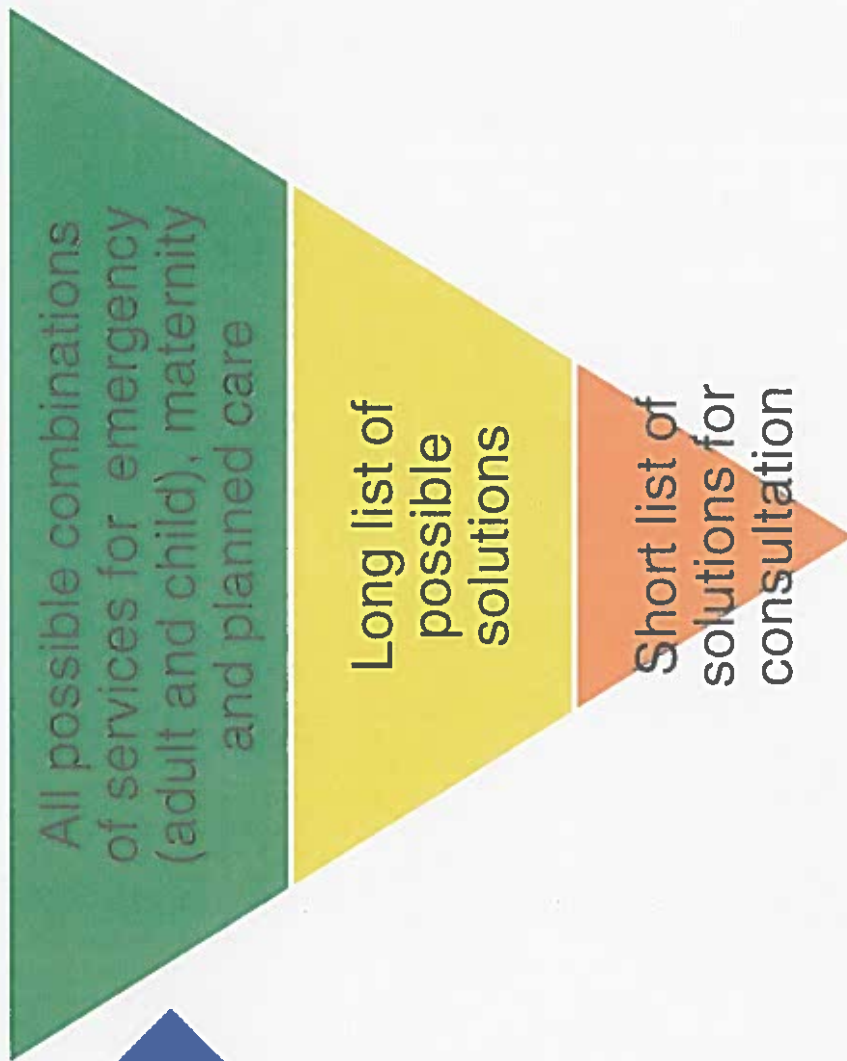 All possible combinations
of services for emergency
(adult and child), maternity
and planned care
Long list of
possible
solutions
Short list of
solutions for
consultation